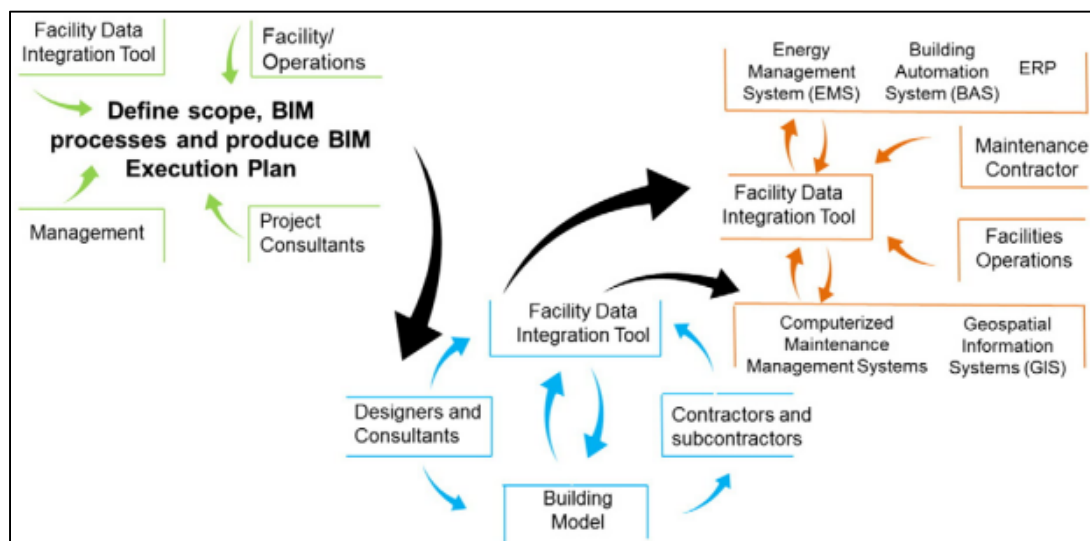 Facility Data
Integration Tool
Facility/
Operations
Define scope, BIM
processes and produce BIM
Execution Plan
Management
Project
Consultants
Energy
Management
System (EMS)
Building
Automation
System (BAS)
ERP
Maintenance
Contractor
Facility Data
Integration Tool
Facilities
Operations
Computerized
Maintenance
Management Systems
Geospatial
Information
Systems (GIS)
Facility Data
Integration Tool
Designers and
Consultants
Contractors and
subcontractors
Building
Model